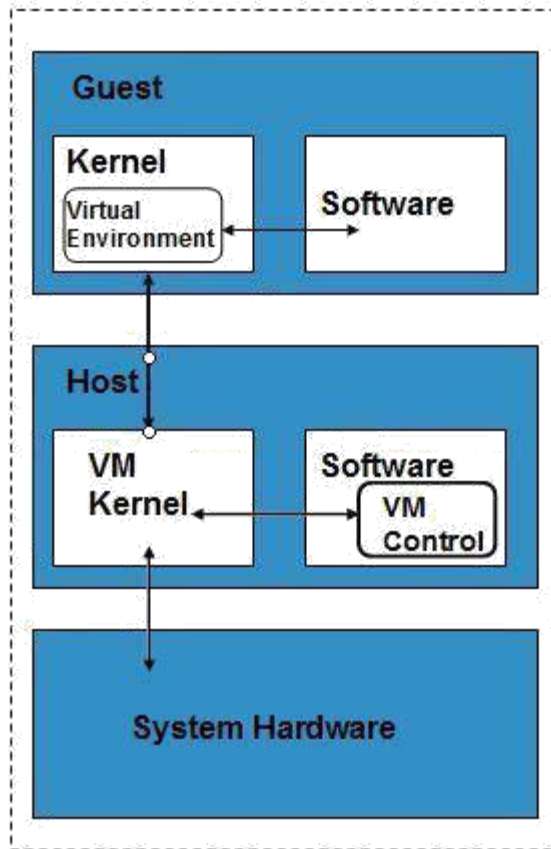 Guest
Kernel
Virtual
Environment
Software
Host
VM
Kernel
Software
VM
Control
System Hardware